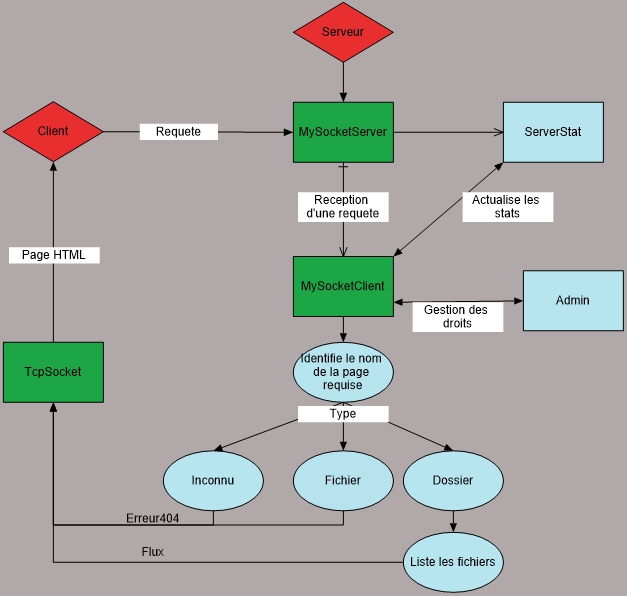 Serveur
Client
Requete
MySocketServer
ServerStat
Reception
d'une requete
Actualise les
stats
Page HTML
MySocketClient
Admin
Gestion des
droits
TcpSocket
Identifie le nom
de la page
requise
Type
Inconnu
Fichier
Dossier
Erreur404
Flux
Liste les fichiers